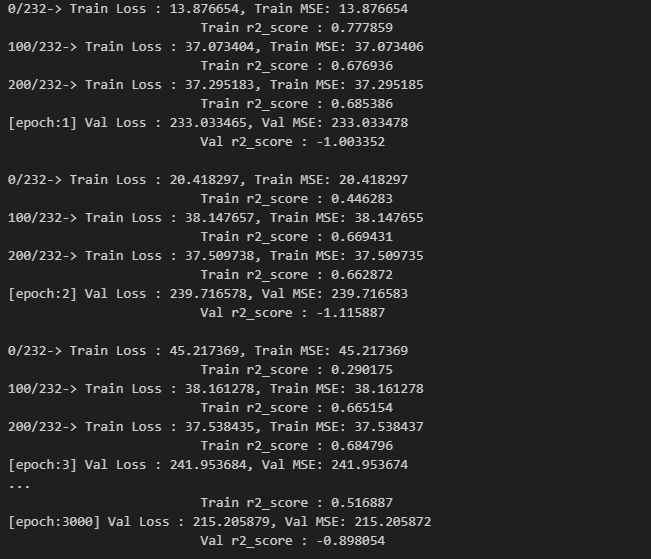 0/232-> Train Loss : 13.876654, Train MSE: 13.876654
Train r2_score : 0.777859
100/232-> Train Loss : 37.073404, Train MSE: 37.073406
Train r2_score : 0.676936
200/232-> Train Loss : 37.295183, Train MSE: 37.295185
Train r2_score : 0.685386
[epoch:1] Val Loss : 233.033465, Val MSE: 233.033478
Val r2_score : -1.003352
0/232-> Train Loss : 20.418297, Train MSE: 20.418297
Train r2_score : 0.446283
100/232-> Train Loss : 38.147657, Train MSE: 38.147655
Train r2_score : 0.669431
200/232-> Train Loss : 37.509738, Train MSE: 37.509735
Train r2_score : 0.662872
[epoch:2] Val Loss : 239.716578, Val MSE: 239.716583
Val r2_score : -1.115887
0/232-> Train Loss : 45.217369, Train MSE: 45.217369
Train r2_score : 0.290175
100/232-> Train Loss : 38.161278, Train MSE: 38.161278
Train r2_score : 0.665154
200/232-> Train Loss : 37.538435, Train MSE: 37.538437
Train r2_score : 0.684796
[epoch:3] Val Loss : 241.953684, Val MSE: 241.953674
...
Train r2_score : 0.516887
[epoch:3000] Val Loss : 215.205879, Val MSE: 215.205872
Val r2_score : -0.898054